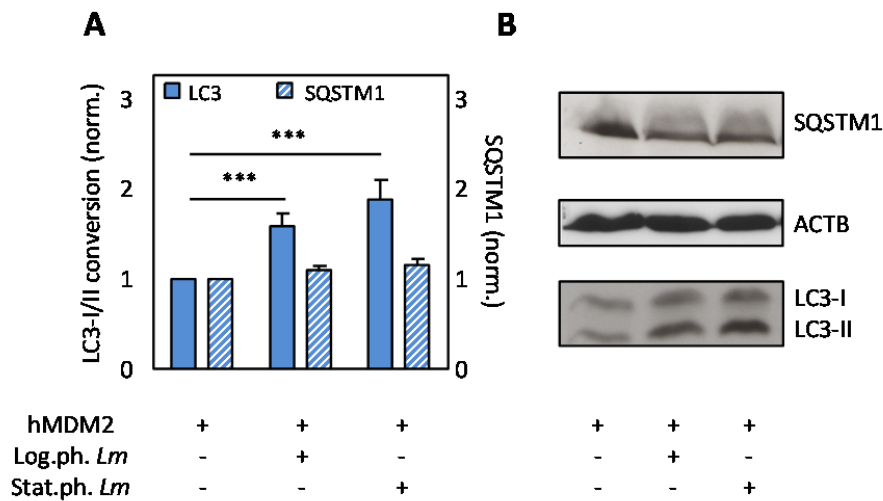 A
B
LC3 SQSTM1
3 3
***
***
2 2
1 1
0 0
LC3-I/II conversion (norm.)
SQSTM1 (norm.)
SQSTM1
ACTB
LC3-I
LC3-II
hMDM2 + + + + + +
Log.ph. Lm - + - - + -
Stat.ph. Lm - - + - - +